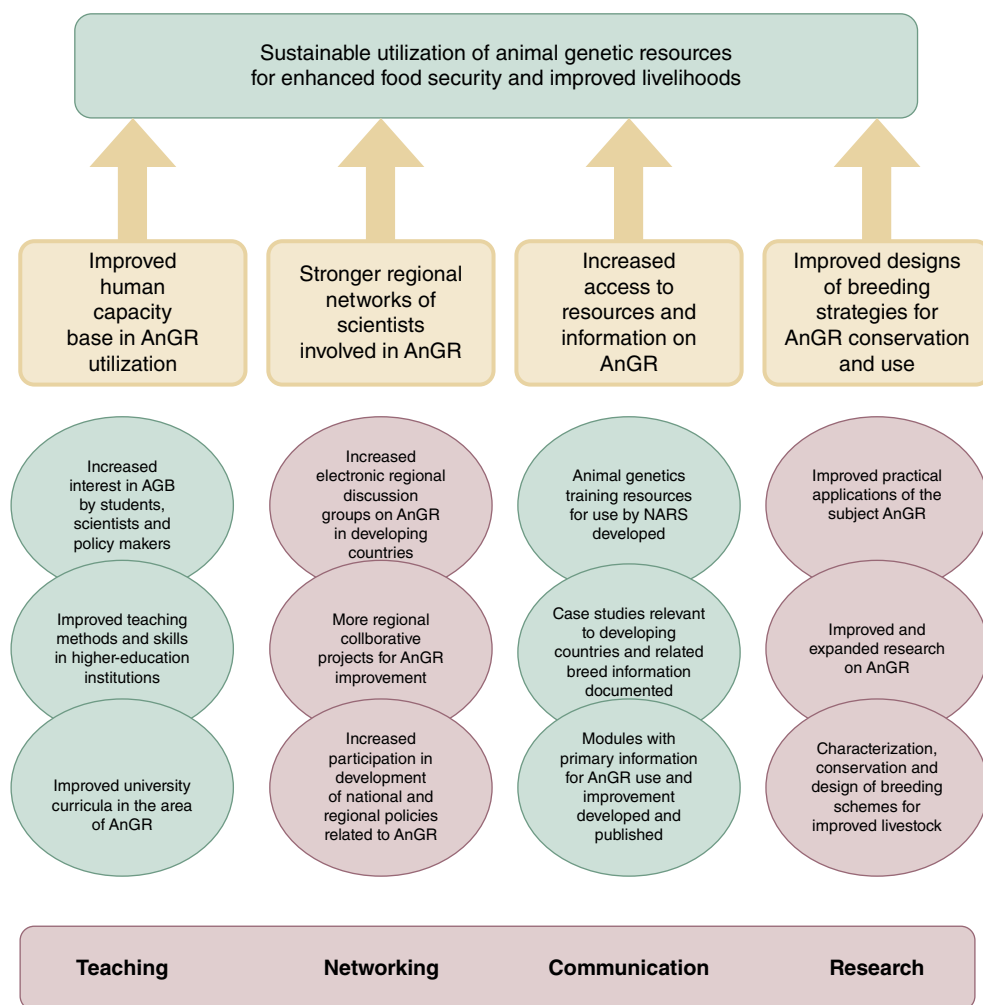 Sustainable utilization of animal genetic resources
for enhanced food security and improved livelihoods
Improved
human
capacity
base in AnGR
utilization
Stronger regional
networks of
scientists
involved in AnGR
Increased
access to
resources and
information on
AnGR
Improved designs
of breeding
strategies for
AnGR conservation
and use
Increased
interest in AGB
by students,
scientists and
policy makers
Increased
electronic regional
discussion
groups on AnGR
in developing
countries
Animal genetics
training resources
for use by NARS
developed
Improved practical
applications of the
subject AnGR
Improved teaching
methods and skills
in higher-education
institutions
More regional
collborative
projects for AnGR
improvement
Case studies relevant
to developing
countries and related
breed information
documented
Improved and
expanded research
on AnGR
Improved university
curricula in the area
of AnGR
Increased
participation in
development
of national and
regional policies
related to AnGR
Modules with
primary information
for AnGR use and
improvement
developed and
published
Characterization,
conservation and
design of breeding
schemes for
improved livestock
Teaching
Networking
Communication
Research